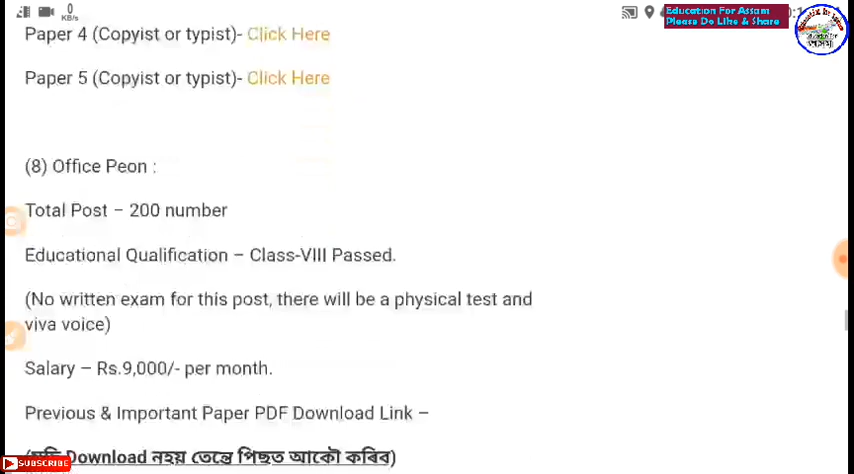 0
KB/s
Education For Assam
Please Do Like & Share
Paper 4 (Copyist or typist)- Click Here
Paper 5 (Copyist or typist)- Click Here
(8) Office Peon :
Total Post – 200 number
Educational Qualification – Class-VIII Passed.
(No written exam for this post, there will be a physical test and
viva voice)
Salary – Rs.9,000/- per month.
Previous & Important Paper PDF Download Link –
Download নহয় তেন্তে পিছত আকৌ কৰিব)
SUBSCRIBE